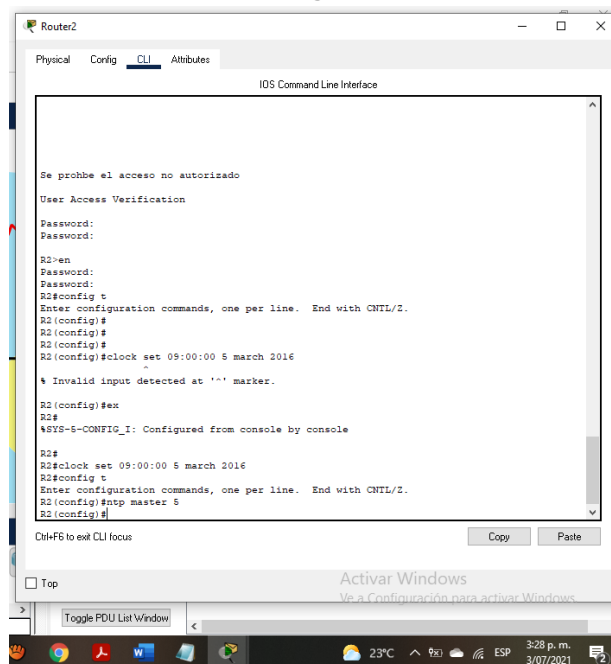 Router2
Physical Config CLI Attributes
IOS Command Line Interface
Se prohbe el acceso no autorizado
User Access Verification
Password:
Password:
R2>en
Password:
Password:
R2#config t
Enter configuration commands, one per line. End with CNTL/Z.
R2(config)#
R2(config)#
R2(config)#
R2(config)#clock set 09:00:00 5 march 2016
^
% Invalid input detected at '^' marker.
R2(config)#ex
R2#
%SYS-5-CONFIG_I: Configured from console by console
R2#
R2#clock set 09:00:00 5 march 2016
R2#config t
Enter configuration commands, one per line. End with CNTL/Z.
R2(config)#ntp master 5
R2(config)#
Ctrl+F6 to exit CLI focus
Copy Paste
Top
Activar Windows
Ve a Configuración para activar Windows.
Toggle PDU List Window
23°C ESP 3:28 p. m.
3/07/2021